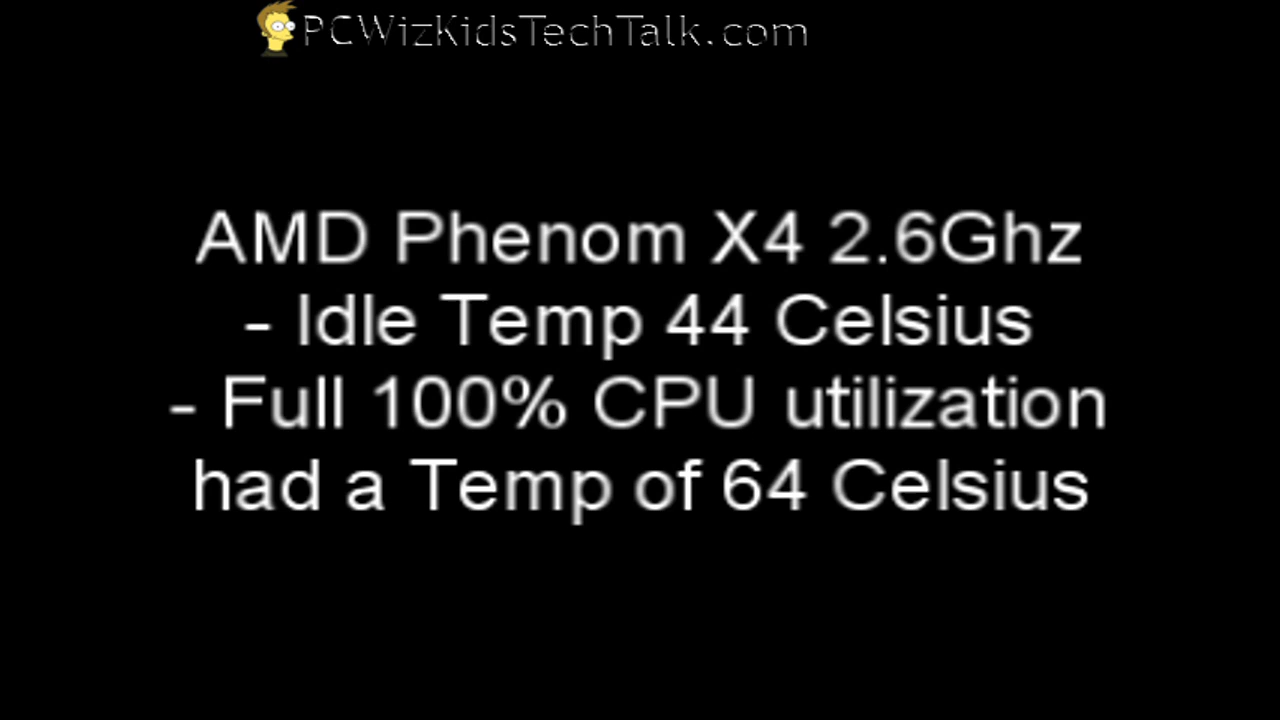 PCWizKidsTechTalk.com
AMD Phenom X4 2.6Ghz
- Idle Temp 44 Celsius
- Full 100% CPU utilization
had a Temp of 64 Celsius